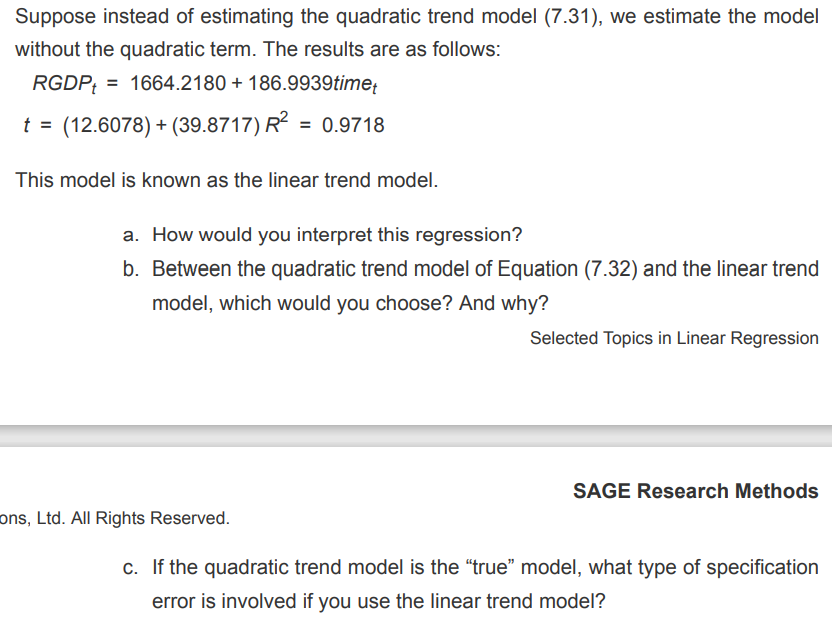 Suppose instead of estimating the quadratic trend model (7.31), we estimate the model
without the quadratic term. The results are as follows:
RGDPₜ = 1664.2180 + 186.9939timeₜ
t = (12.6078) + (39.8717) R² = 0.9718
This model is known as the linear trend model.
a. How would you interpret this regression?
b. Between the quadratic trend model of Equation (7.32) and the linear trend
model, which would you choose? And why?
Selected Topics in Linear Regression
SAGE Research Methods
ons, Ltd. All Rights Reserved.
c. If the quadratic trend model is the “true” model, what type of specification
error is involved if you use the linear trend model?